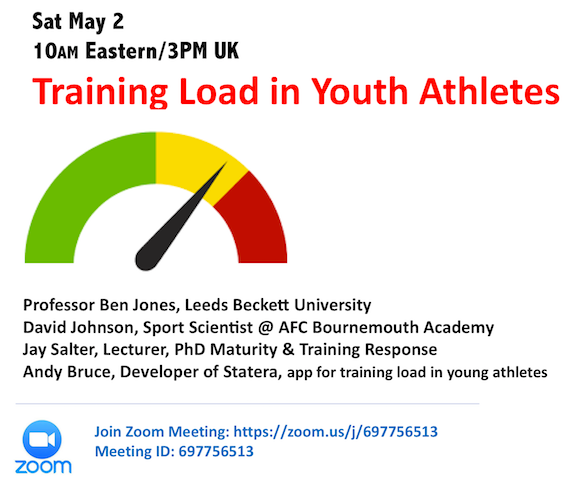 Sat May 2
10AM Eastern/3PM UK
Training Load in Youth Athletes
Professor Ben Jones, Leeds Beckett University
David Johnson, Sport Scientist @ AFC Bournemouth Academy
Jay Salter, Lecturer, PhD Maturity & Training Response
Andy Bruce, Developer of Statera, app for training load in young athletes
Join Zoom Meeting: https://zoom.us/j/697756513
Meeting ID: 697756513
zoom